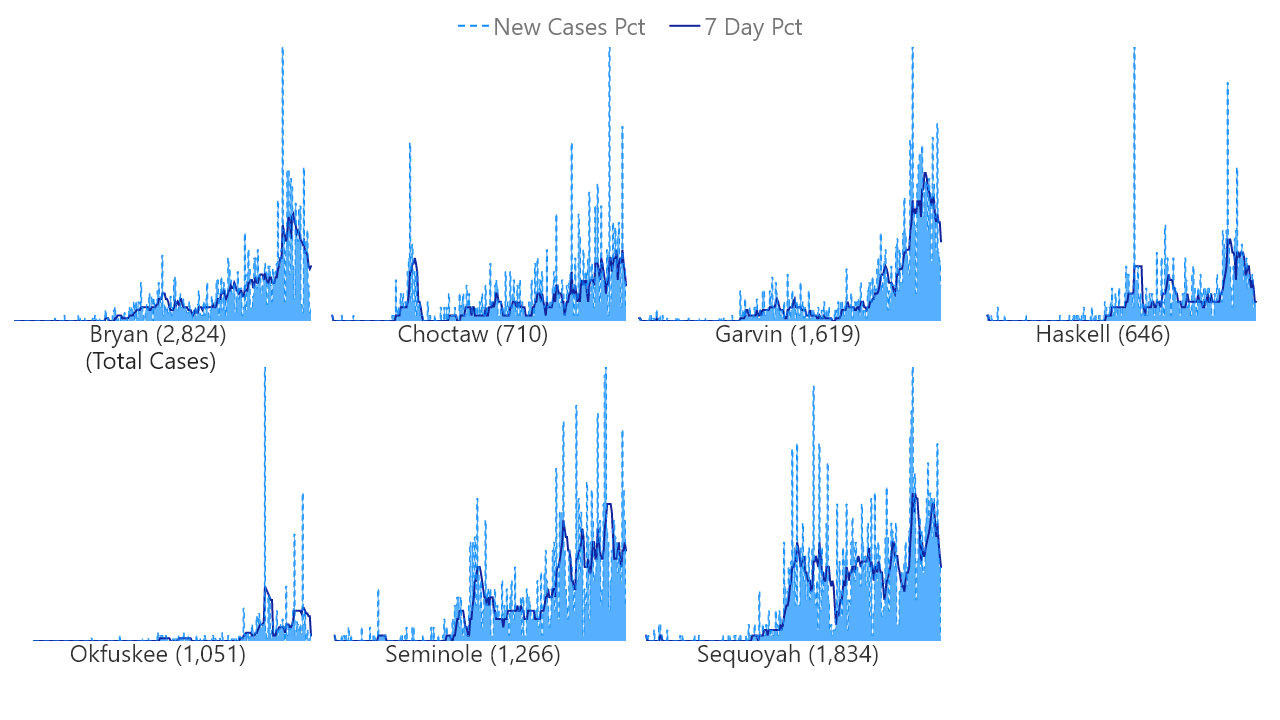 New Cases Pct 7 Day Pct
Bryan (2,824) Choctaw (710) Garvin (1,619) Haskell (646)
(Total Cases)
Okfuskee (1,051) Seminole (1,266) Sequoyah (1,834)